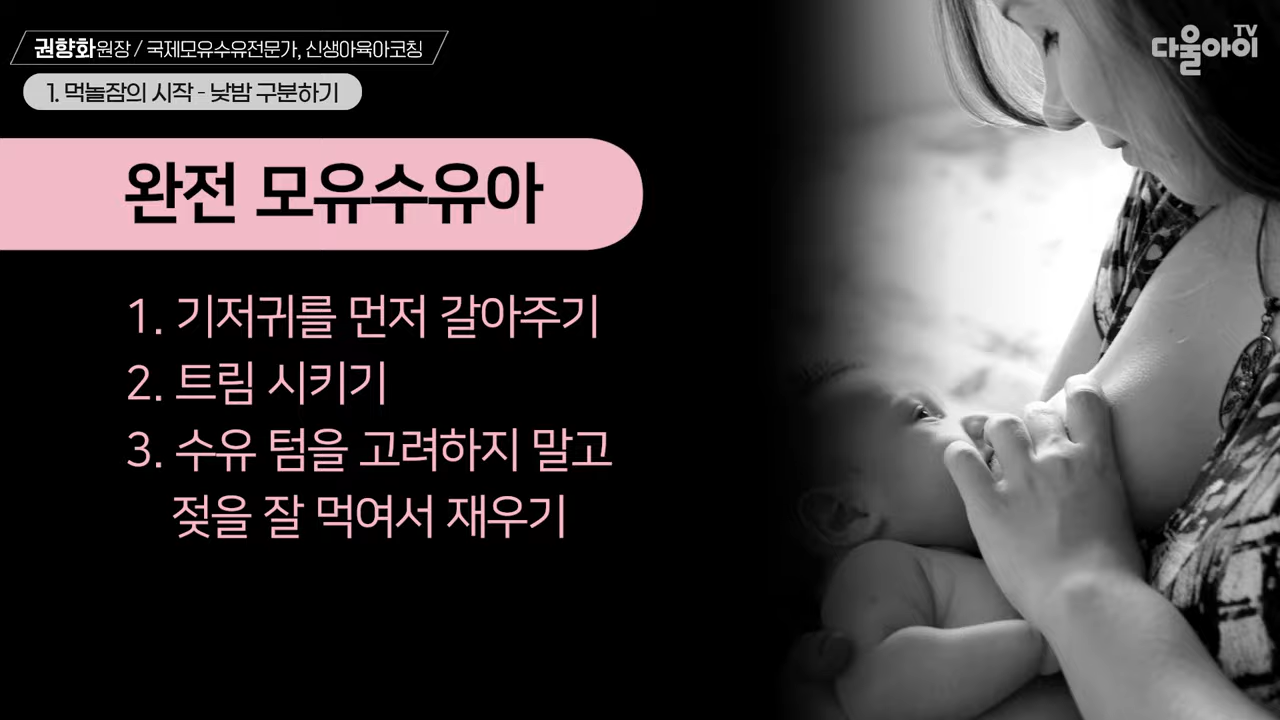 권향화원장 / 국제모유수유전문가, 신생아육아코칭
1. 먹놀잠의 시작 - 낮밤 구분하기
다울아이 TV
완전 모유수유아
1. 기저귀를 먼저 갈아주기
2. 트림 시키기
3. 수유 텀을 고려하지 말고
젖을 잘 먹여서 재우기